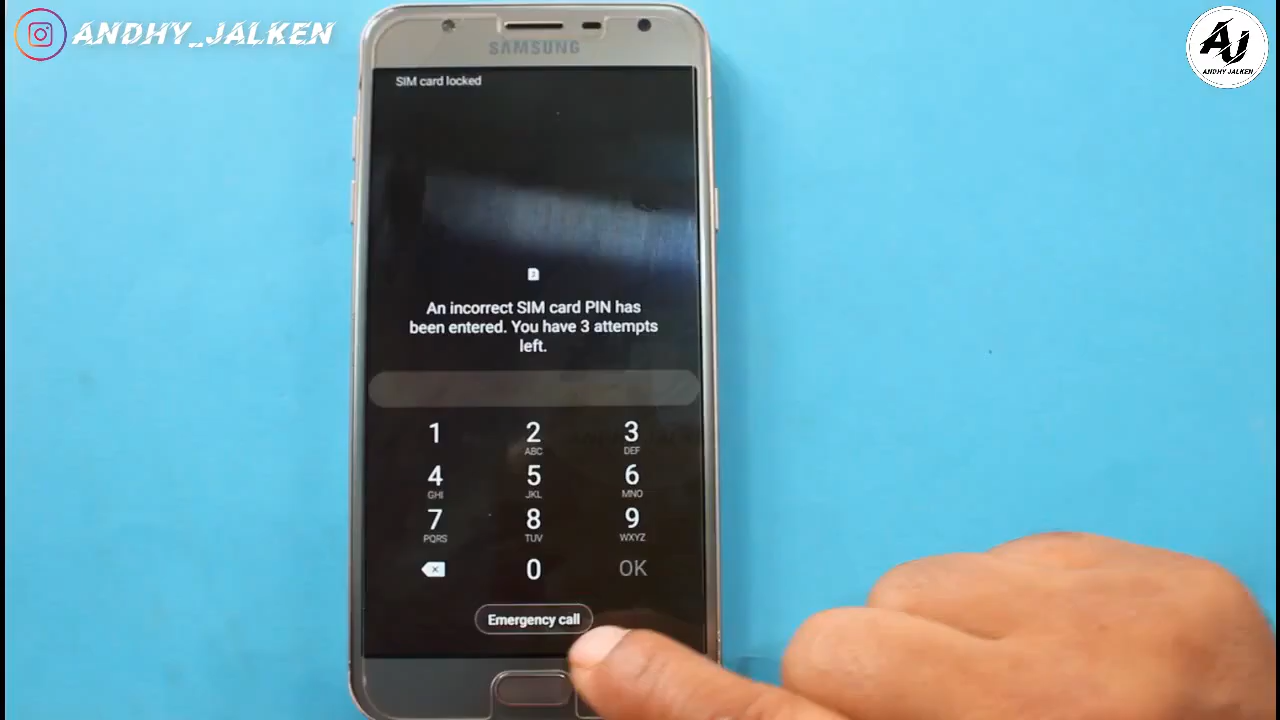 ANDHY_JALKEN
AJ
ANDHY JALKEN
SAMSUNG
SIM card locked
An incorrect SIM card PIN has
been entered. You have 3 attempts
left.
1 2 3
ABC DEF
4 5 6
GHI JKL MNO
7 8 9
PQRS TUV WXYZ
0 OK
Emergency call